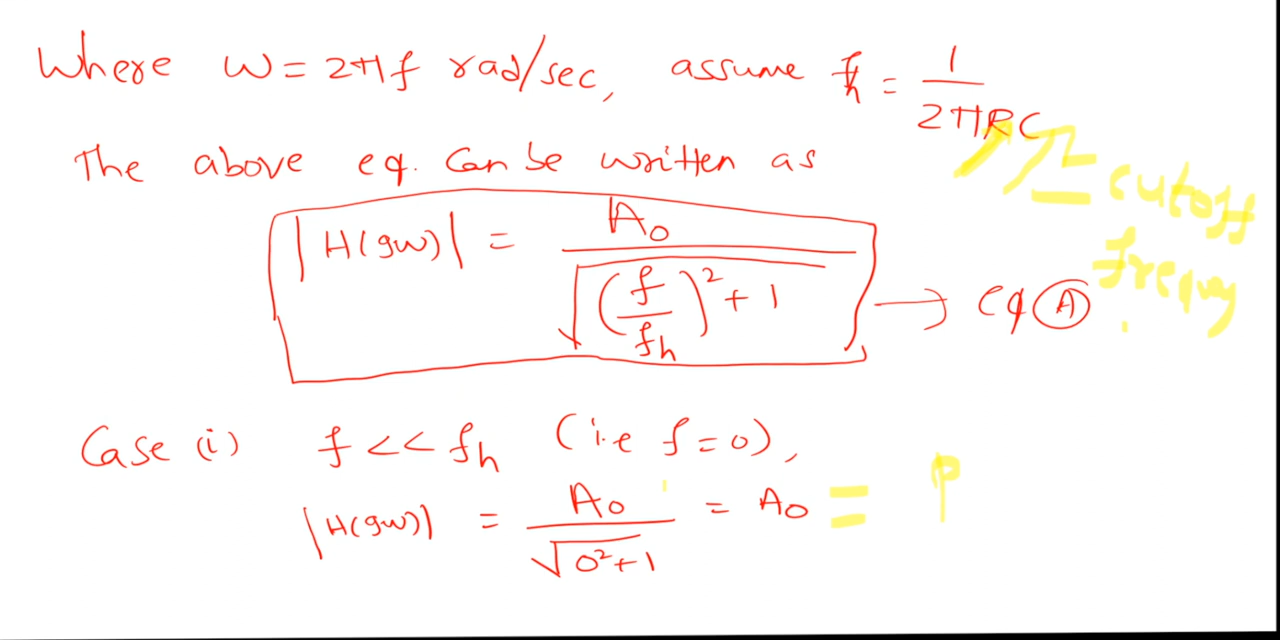 Where ω = 2πf rad/sec, assume fh = 1/2πRC
cutoff
frequy
The above eq. Can be written as
|H(jω)| = A0/√((f/fh)²+1) → eq (A)
Case (i) f << fh (i.e f=0),
|H(jω)| = A0/√(0²+1) = A0 =